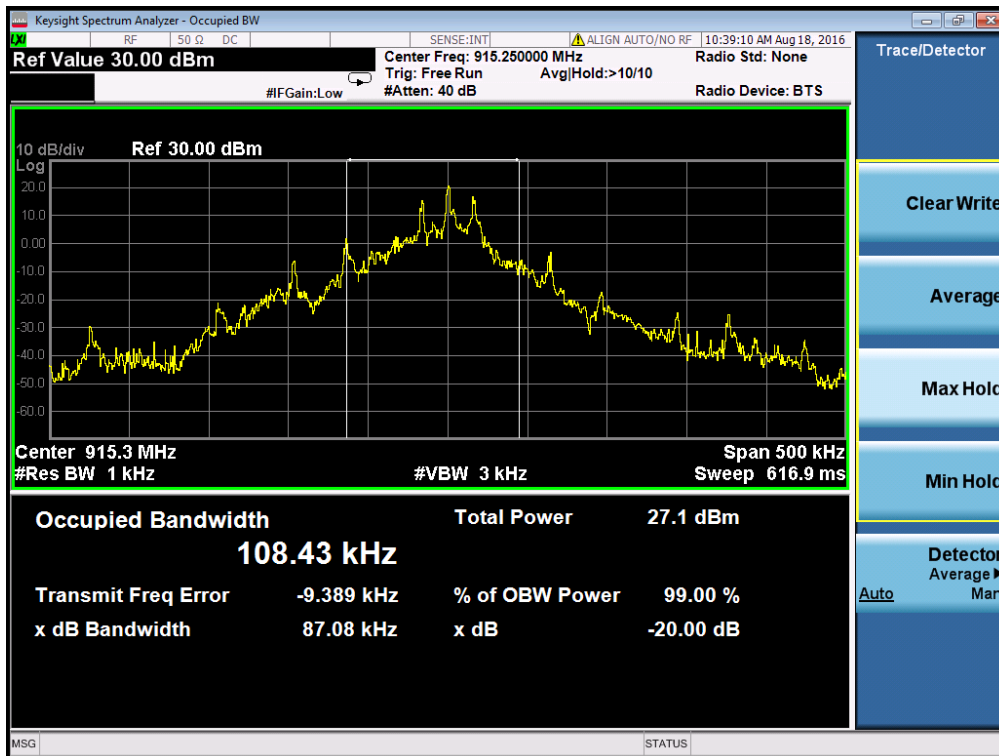 Keysight Spectrum Analyzer - Occupied BW
LXI RF 50 Ω DC SENSE:INT ALIGN AUTO/NO RF 10:39:10 AM Aug 18, 2016
Ref Value 30.00 dBm Center Freq: 915.250000 MHz Radio Std: None
Trig: Free Run Avg|Hold:>10/10
#IFGain:Low #Atten: 40 dB Radio Device: BTS
10 dB/div Ref 30.00 dBm
Log
20.0
10.0
0.00
-10.0
-20.0
-30.0
-40.0
-50.0
-60.0
Center 915.3 MHz Span 500 kHz
#Res BW 1 kHz #VBW 3 kHz Sweep 616.9 ms
Occupied Bandwidth Total Power 27.1 dBm
108.43 kHz
Transmit Freq Error -9.389 kHz % of OBW Power 99.00 %
x dB Bandwidth 87.08 kHz x dB -20.00 dB
MSG STATUS
Trace/Detector
Clear Write
Average
Max Hold
Min Hold
Detector
Average
Auto Man